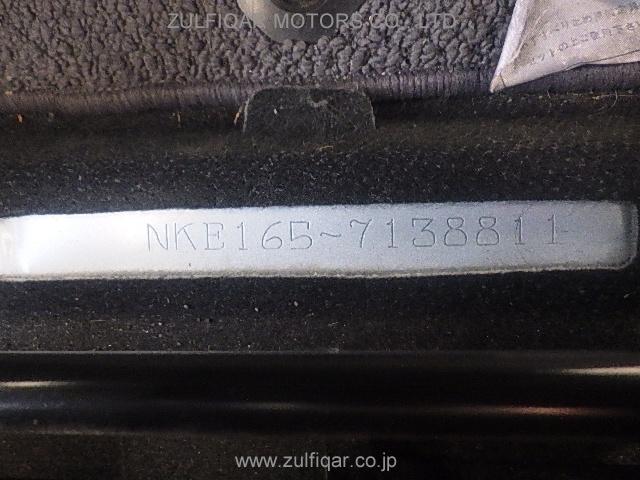 ZULFIQAR MOTORS CO. LTD.
NKE165-7138811
www.zulfiqar.co.jp